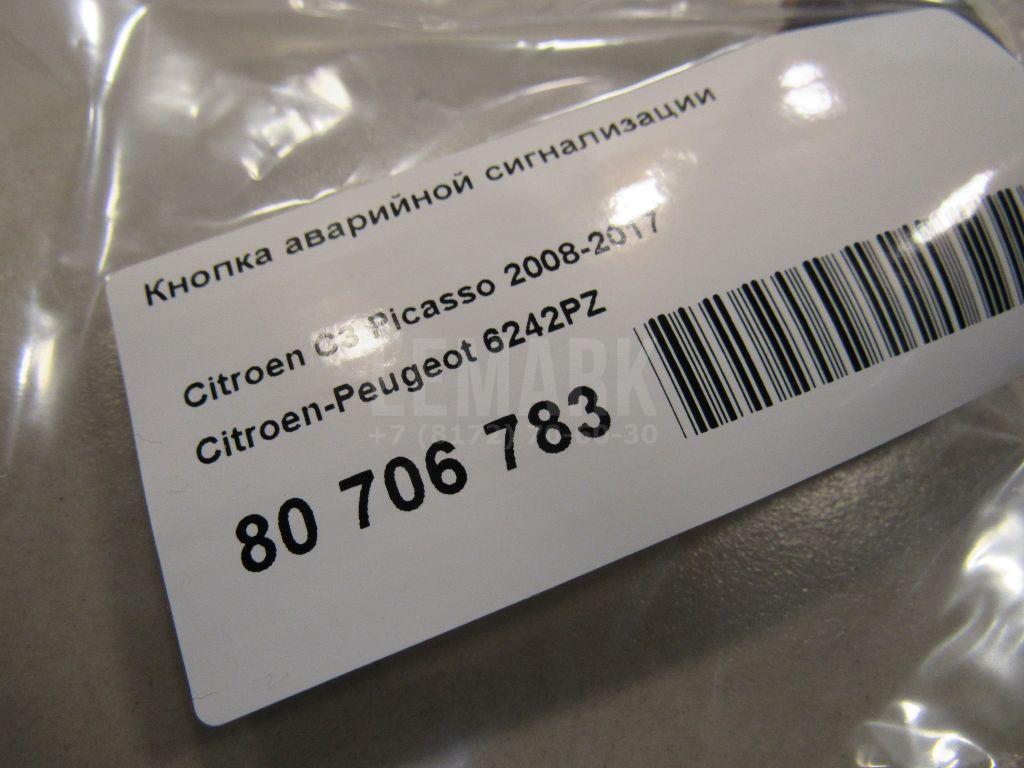 Кнопка аварийной сигнализации
Citroen C3 Picasso 2008-2017
Citroen-Peugeot 6242PZ
80 706 783
LEMARK